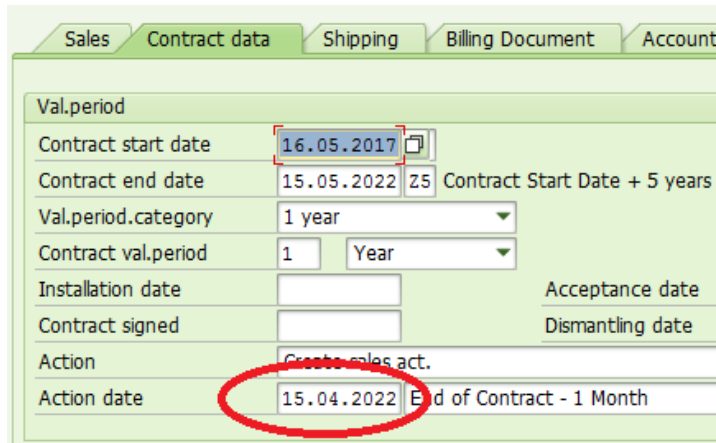 Sales Contract data Shipping Billing Document Account
Val.period
Contract start date 16.05.2017
Contract end date 15.05.2022 Z5 Contract Start Date + 5 years
Val.period.category 1 year
Contract val.period 1 Year
Installation date Acceptance date
Contract signed Dismantling date
Action Create sales act.
Action date 15.04.2022 End of Contract - 1 Month